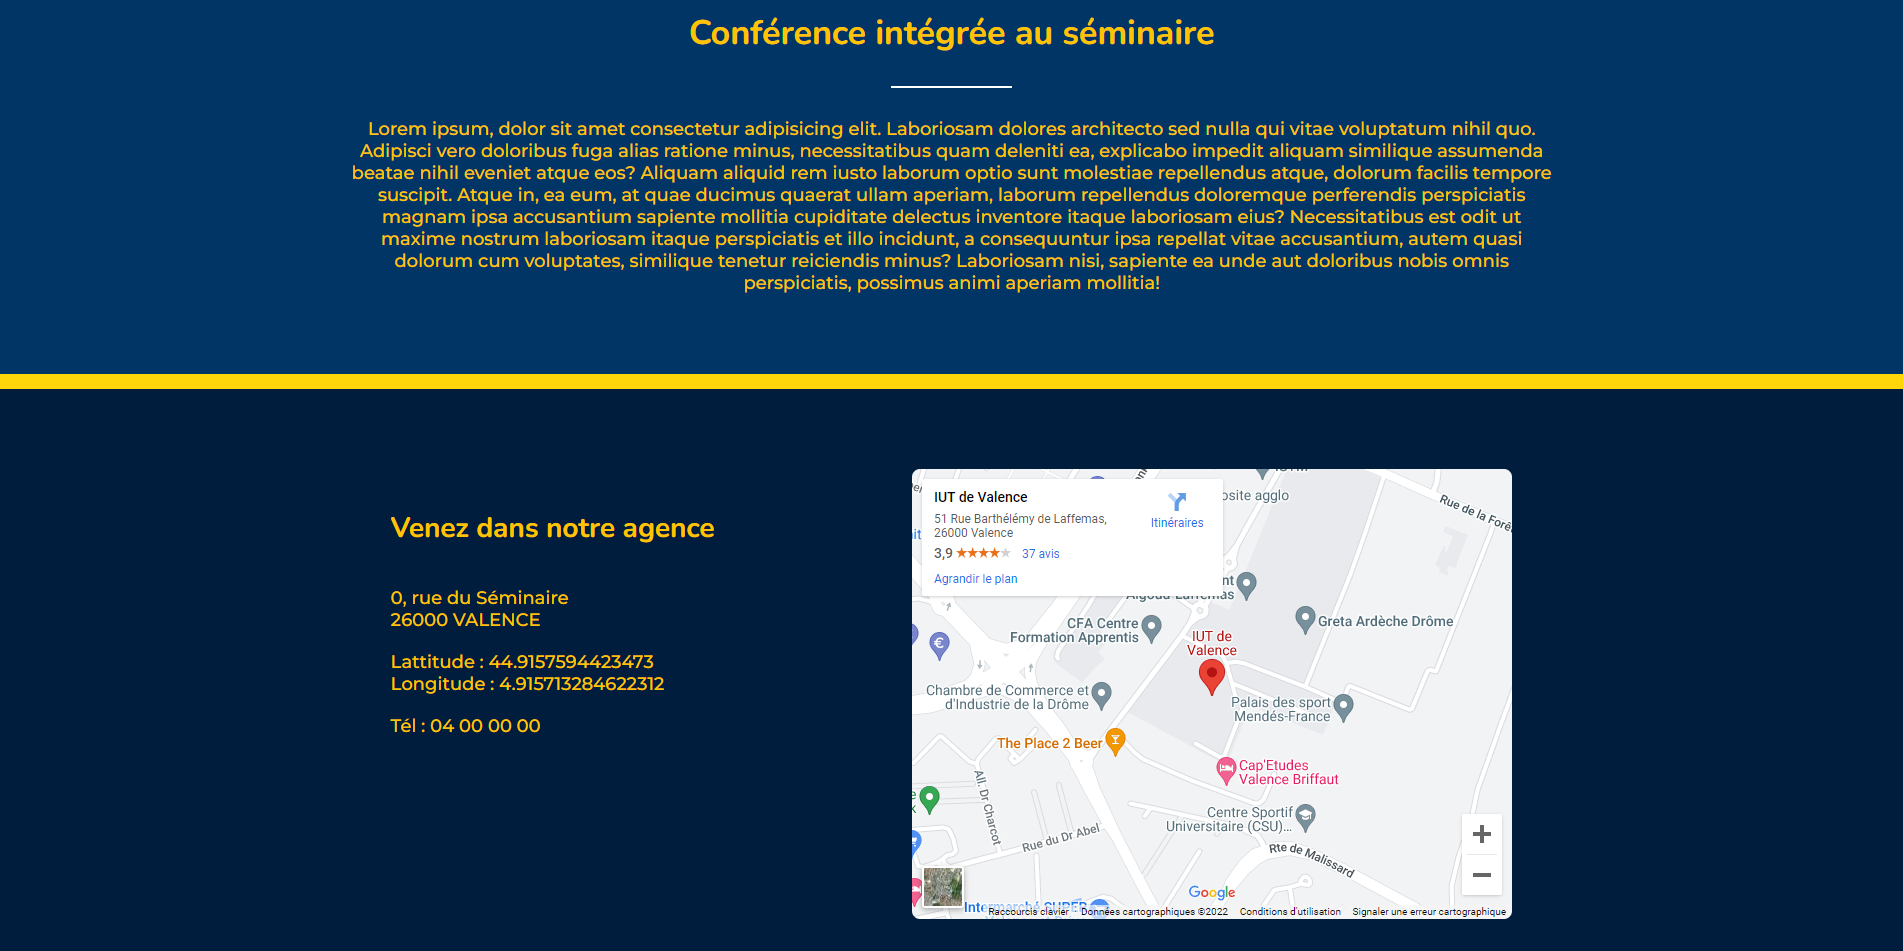 Conférence intégrée au séminaire
Lorem ipsum, dolor sit amet consectetur adipisicing elit. Laboriosam dolores architecto sed nulla qui vitae voluptatum nihil quo.
Adipisci vero doloribus fuga alias ratione minus, necessitatibus quam deleniti ea, explicabo impedit aliquam similique assumenda
beatae nihil eveniet atque eos? Aliquam aliquid rem iusto laborum optio sunt molestiae repellendus atque, dolorum facilis tempore
suscipit. Atque in, ea eum, at quae ducimus quaerat ullam aperiam, laborum repellendus doloremque perferendis perspiciatis
magnam ipsa accusantium sapiente mollitia cupiditate delectus inventore itaque laboriosam eius? Necessitatibus est odit ut
maxime nostrum laboriosam itaque perspiciatis et illo incidunt, a consequuntur ipsa repellat vitae accusantium, autem quasi
dolorum cum voluptates, similique tenetur reiciendis minus? Laboriosam nisi, sapiente ea unde aut doloribus nobis omnis
perspiciatis, possimus animi aperiam mollitia!
Venez dans notre agence
0, rue du Séminaire
26000 VALENCE
Lattitude : 44.9157594423473
Longitude : 4.915713284622312
Tél : 04 00 00 00
IUT de Valence
51 Rue Barthélémy de Laffemas,
26000 Valence
3,9 37 avis
Agrandir le plan
Itinéraires
agglo
Rue de la
Greta Ardèche Drôme
CFA Centre
Formation Apprentis
IUT de
Valence
Chambre de Commerce et
d'Industrie de la Drôme
Palais des sport
Mendés-France
The Place 2 Beer
Cap'Etudes
Valence Briffaut
All. Dr Charcot
Centre Sportif
Universitaire (CSU)...
Rue du Dr Abel
Rte de Malissard
Google
Raccourcis clavier
Données cartographiques ©2022
Conditions d'utilisation
Signaler une erreur cartographique